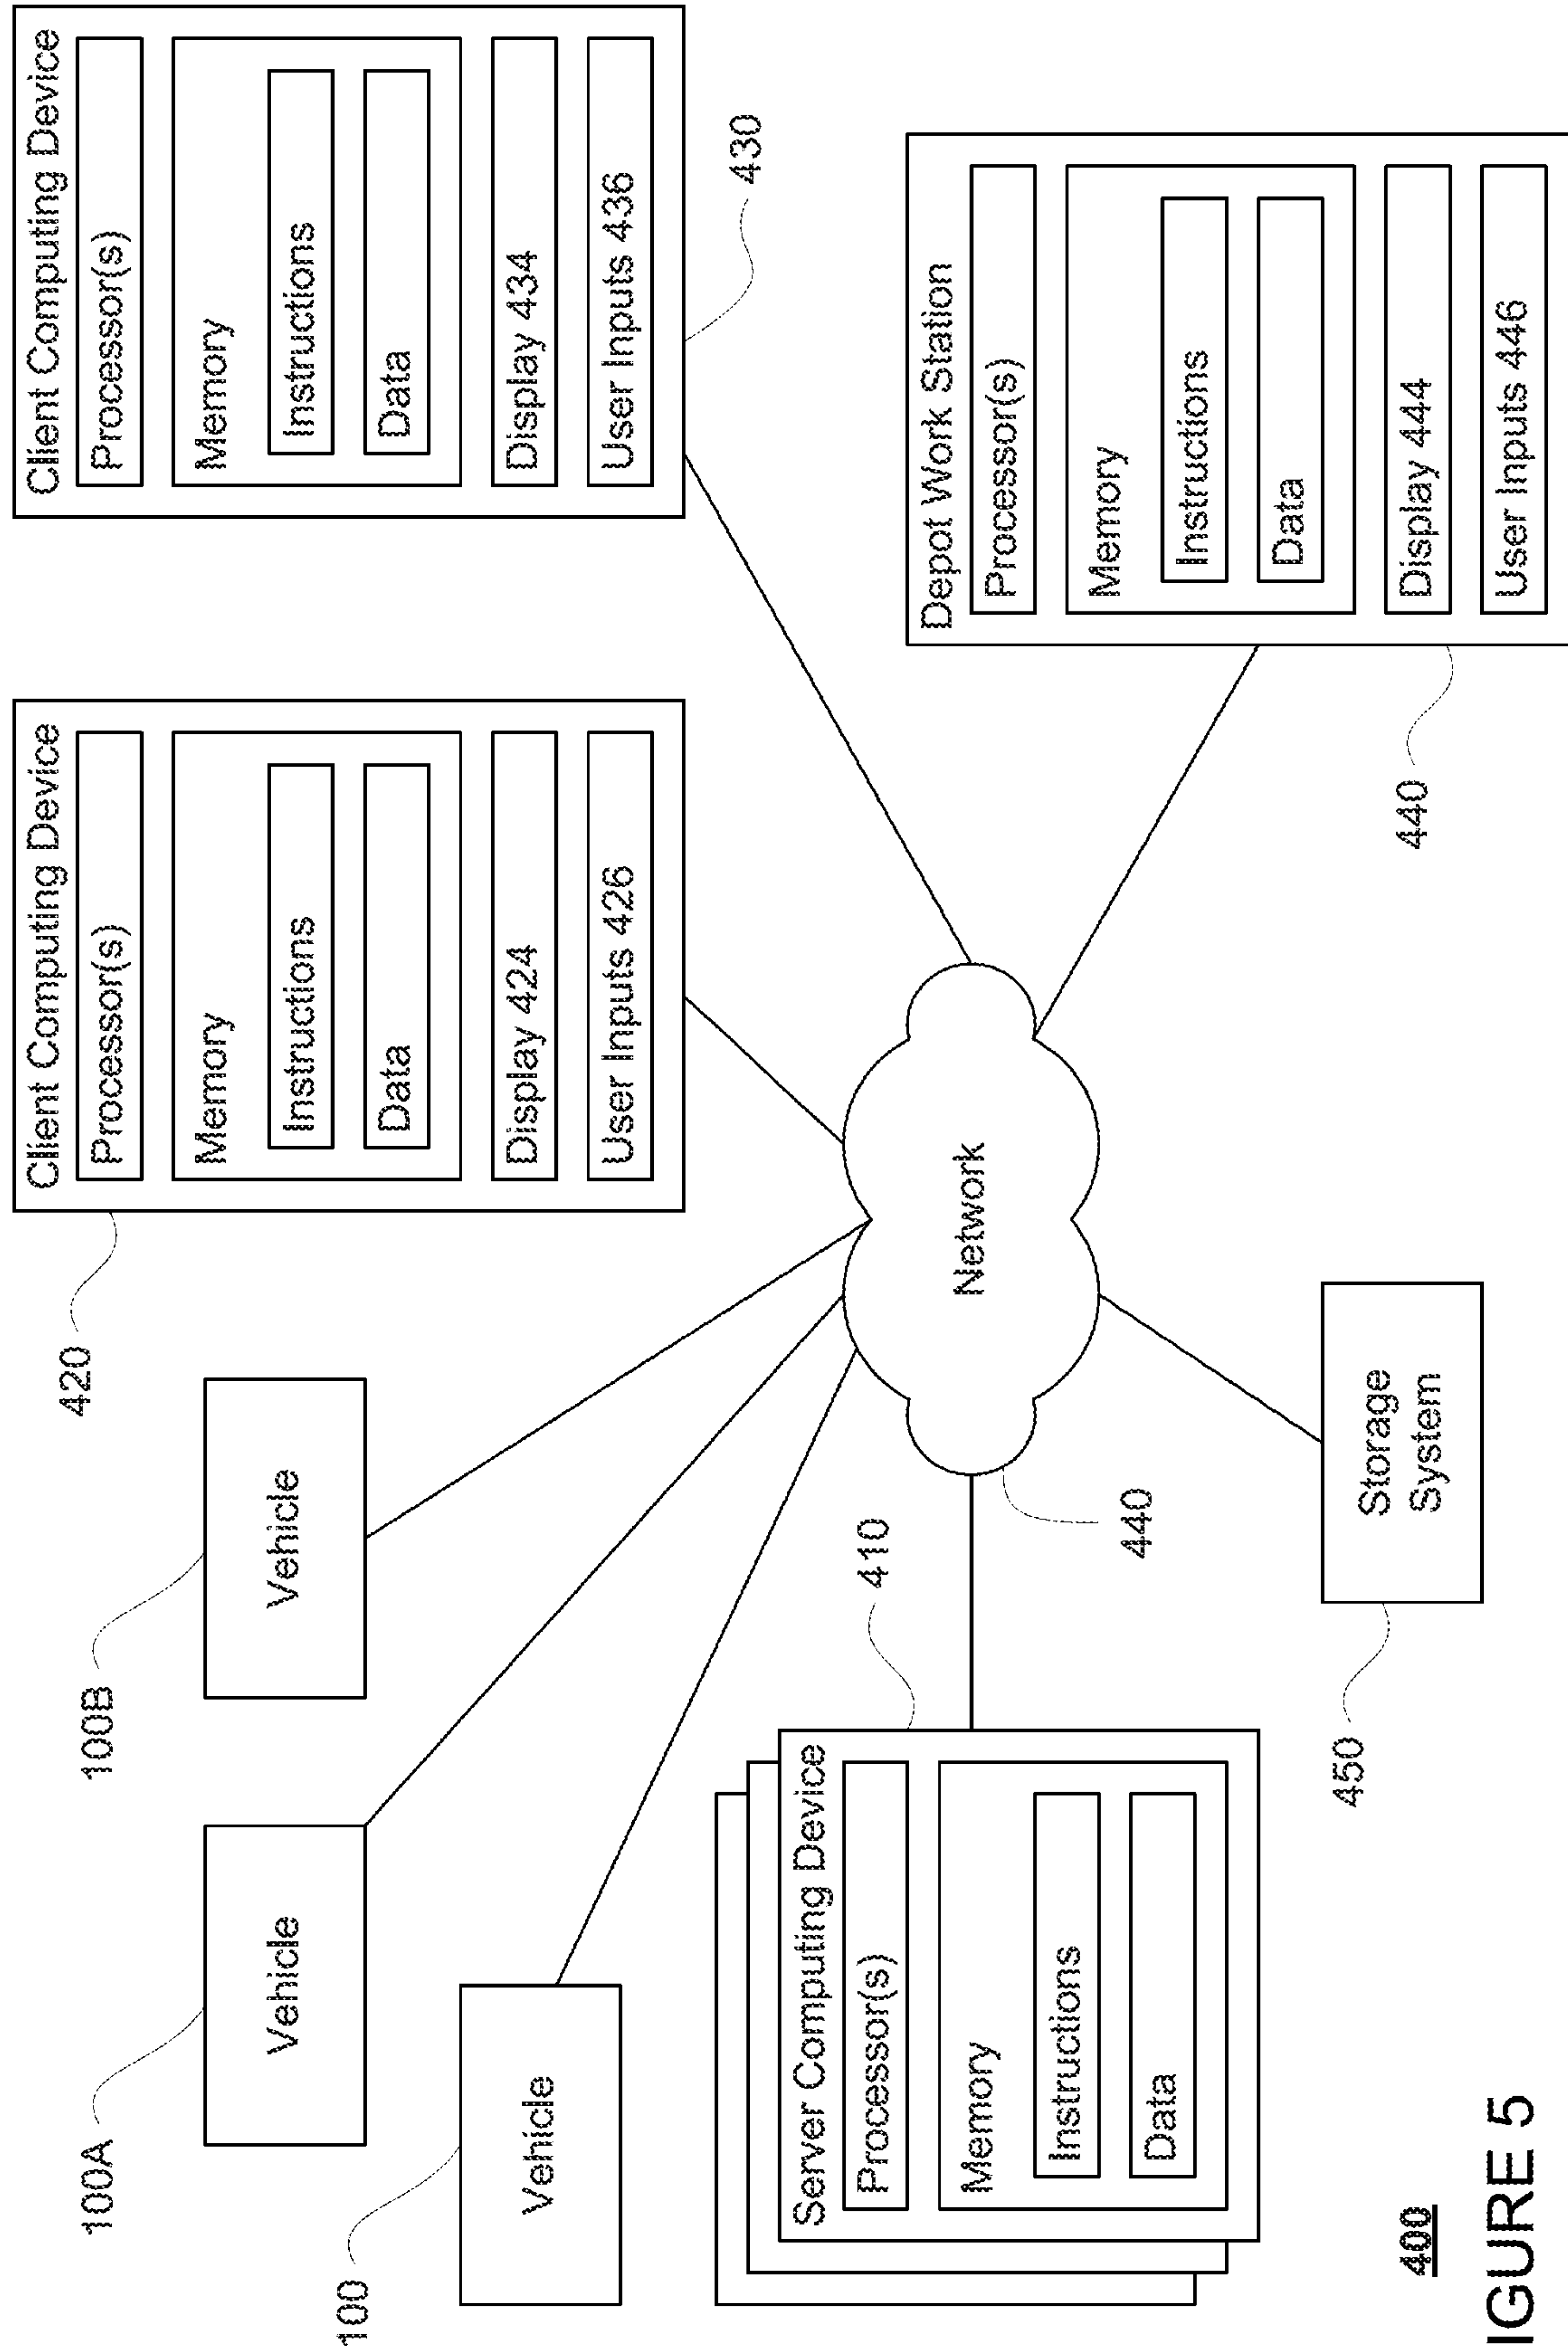 100A
100B
420
Client Computing Device
Processor(s)
Memory
Instructions
Data
Display 424
User Inputs 426
Client Computing Device
Processor(s)
Memory
Instructions
Data
Display 434
User Inputs 436
430
Vehicle
Vehicle
100
Vehicle
410
Server Computing Device
Processor(s)
Memory
Instructions
Data
Network
440
Depot Work Station
Processor(s)
Memory
Instructions
Data
Display 444
User Inputs 446
440
450
Storage
System
400
IGURE 5